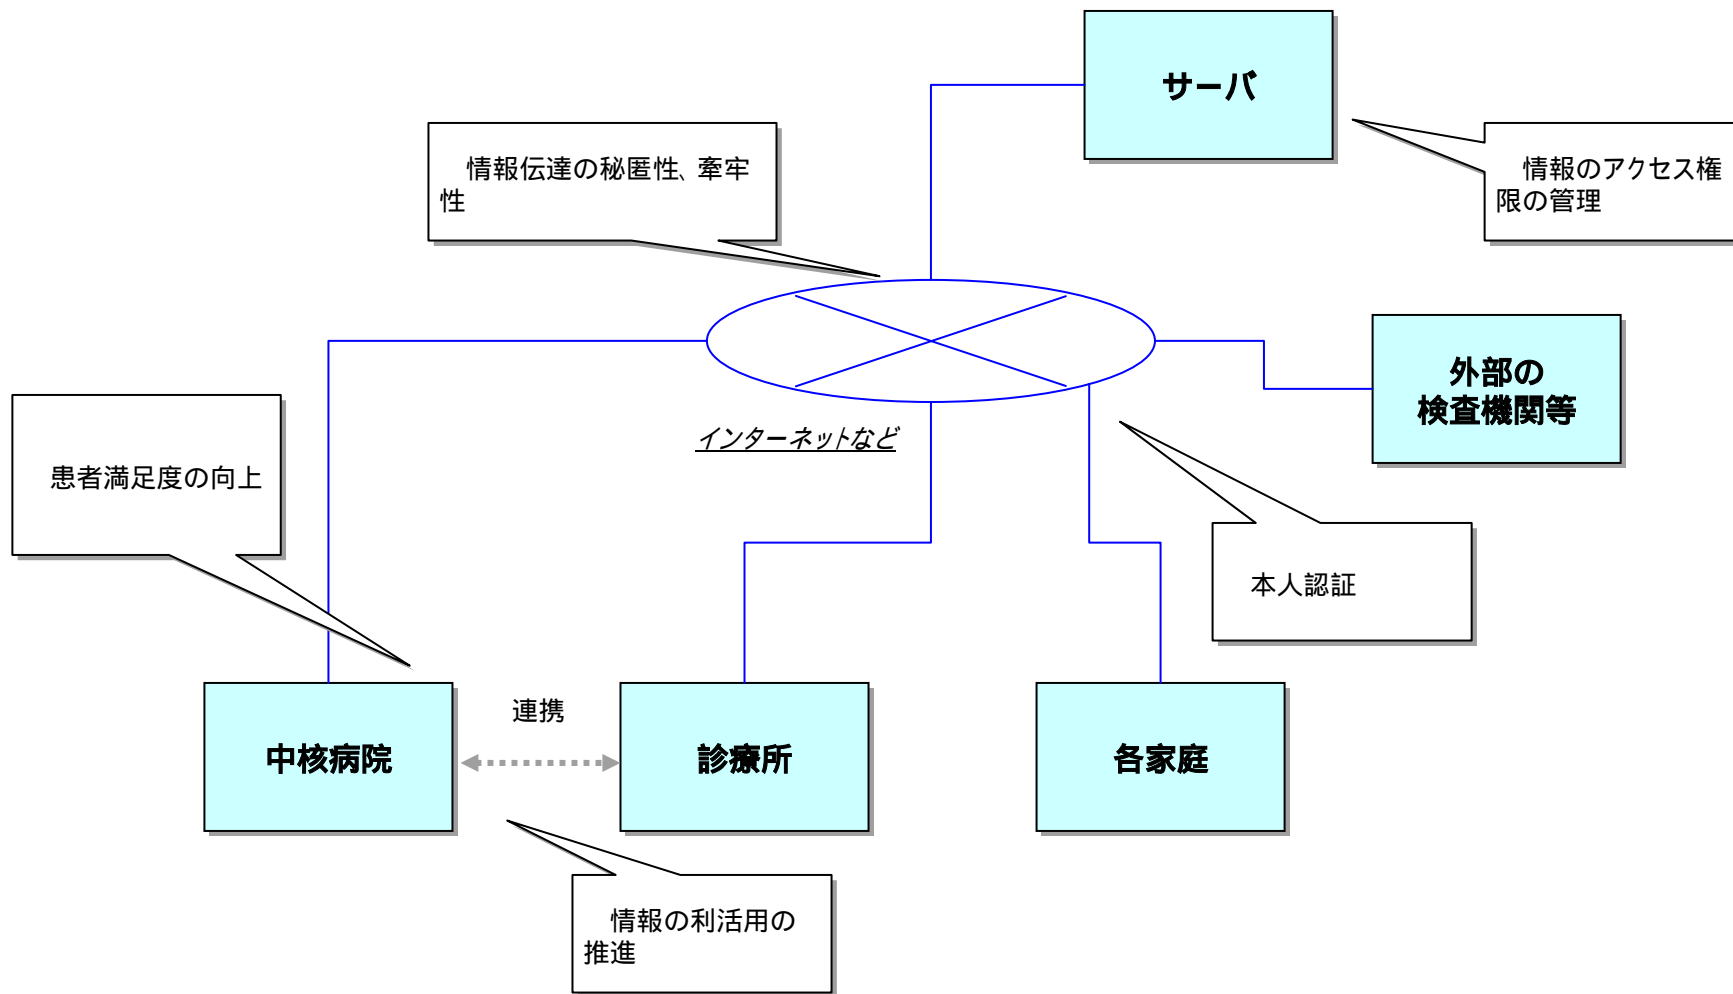 サーバ
情報伝達の秘匿性、牽牢
性
情報のアクセス権
限の管理
外部の
検査機関等
インターネットなど
患者満足度の向上
本人認証
連携
中核病院
診療所
各家庭
情報の利活用の
推進